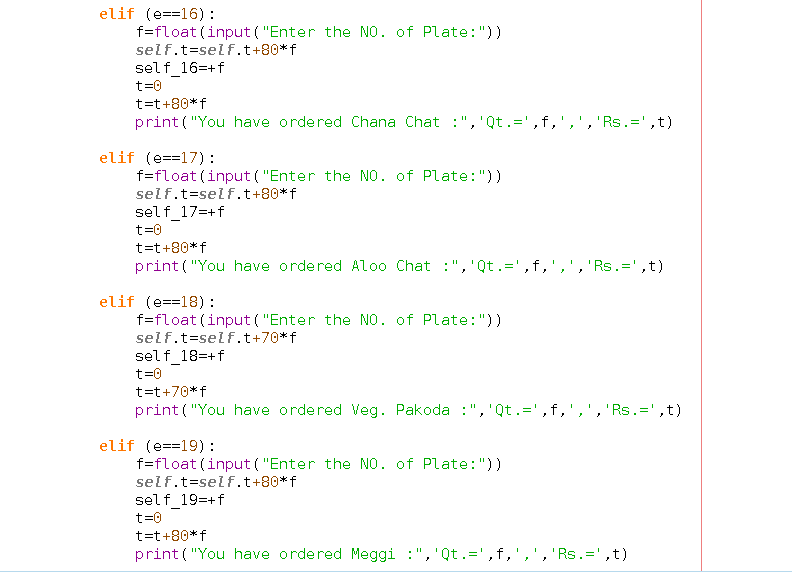 elif (e==16):
f=float(input("Enter the NO. of Plate:"))
self.t=self.t+80*f
self_16=+f
t=0
t=t+80*f
print("You have ordered Chana Chat :",'Qt.=',f,',','Rs.=',t)
elif (e==17):
f=float(input("Enter the NO. of Plate:"))
self.t=self.t+80*f
self_17=+f
t=0
t=t+80*f
print("You have ordered Aloo Chat :",'Qt.=',f,',','Rs.=',t)
elif (e==18):
f=float(input("Enter the NO. of Plate:"))
self.t=self.t+70*f
self_18=+f
t=0
t=t+70*f
print("You have ordered Veg. Pakoda :",'Qt.=',f,',','Rs.=',t)
elif (e==19):
f=float(input("Enter the NO. of Plate:"))
self.t=self.t+80*f
self_19=+f
t=0
t=t+80*f
print("You have ordered Meggi :",'Qt.=',f,',','Rs.=',t)